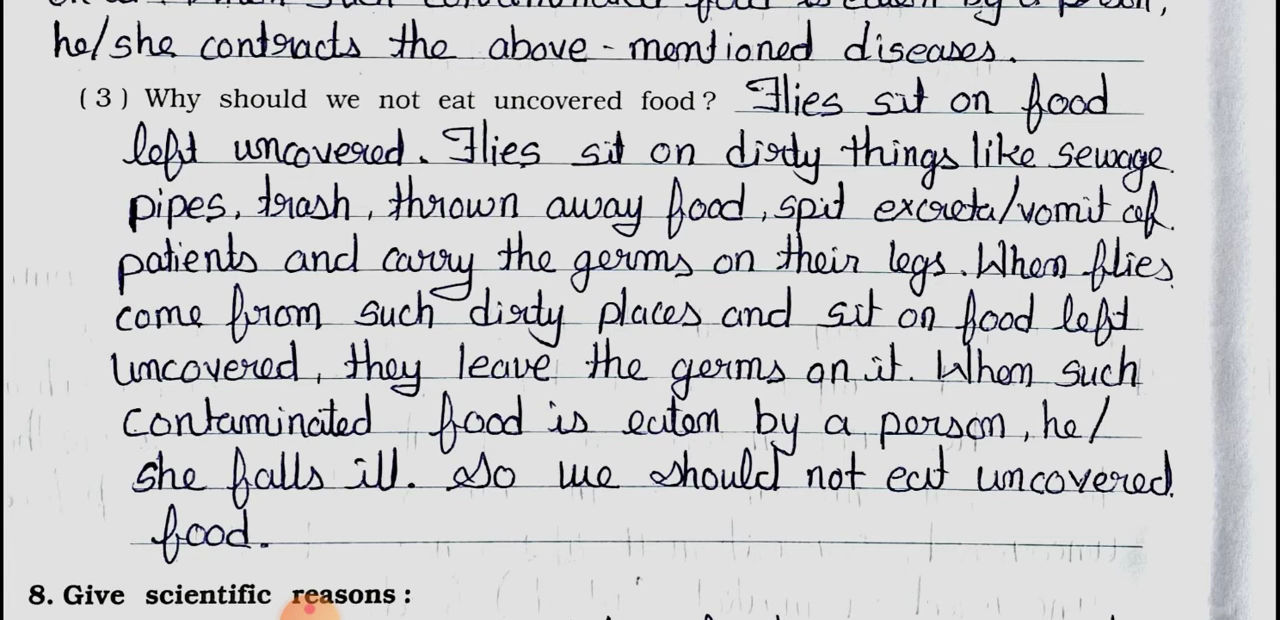 he/she contracts the above - mentioned diseases.
(3) Why should we not eat uncovered food? Flies sit on food
left uncovered. Flies sit on dirty things like sewage
pipes, trash, thrown away food, spit excreta/vomit of
patients and carry the germs on their legs. When flies
come from such dirty places and sit on food left
uncovered, they leave the germs on it. When such
contaminated food is eaten by a person, he/
she falls ill. So we should not eat uncovered
food.
8. Give scientific reasons :